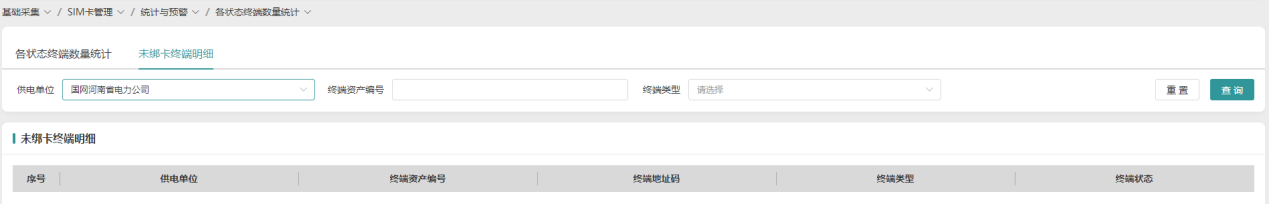 基础采集 / SIM卡管理 / 统计与预警 / 各状态终端数量统计
各状态终端数量统计 未绑卡终端明细
供电单位 国网河南省电力公司 终端资产编号 终端类型 请选择 重置 查询
未绑卡终端明细
序号 供电单位 终端资产编号 终端地址码 终端类型 终端状态